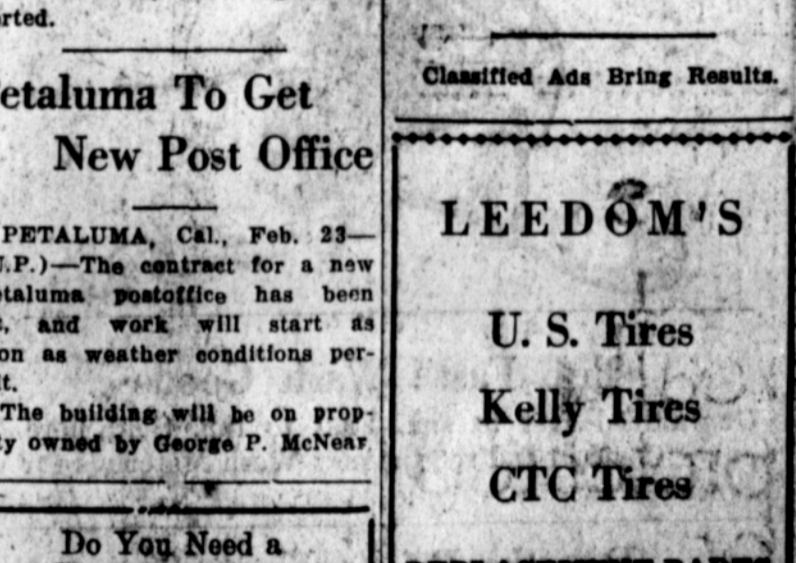 rted.
etaluma To Get
New Post Office
PETALUMA, Cal., Feb. 23—
J.P.)—The contract for a new
etaluma postoffice has been
t, and work will start as
on as weather conditions per-
it.
The building will be on prop-
ty owned by George P. McNear
Do You Need a
Classified Ads Bring Results.
LEEDOM'S
U. S. Tires
Kelly Tires
CTC Tires